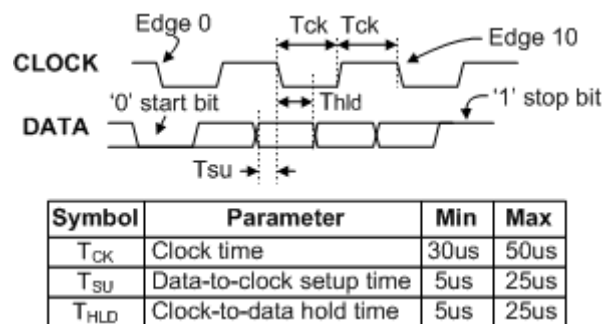 Edge 0
Tck Tck
Edge 10
CLOCK
'0' start bit
Thld
'1' stop bit
DATA
Tsu
Symbol Parameter Min Max
TCK Clock time 30us 50us
TSU Data-to-clock setup time 5us 25us
THLD Clock-to-data hold time 5us 25us